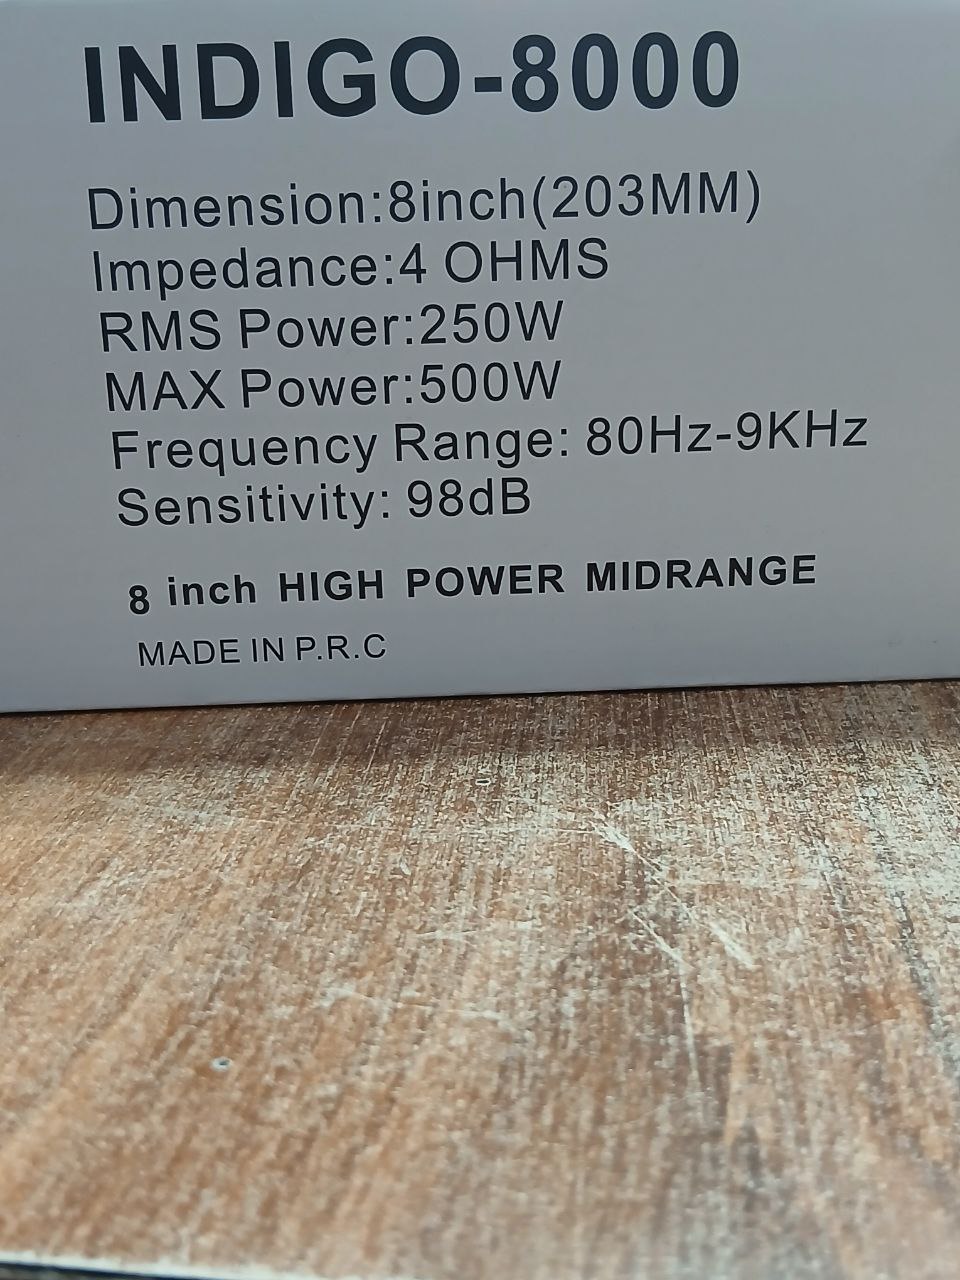 INDIGO-8000
Dimension:8inch(203MM)
Impedance:4 OHMS
RMS Power:250W
MAX Power:500W
Frequency Range: 80Hz-9KHz
Sensitivity: 98dB
8 inch HIGH POWER MIDRANGE
MADE IN P.R.C